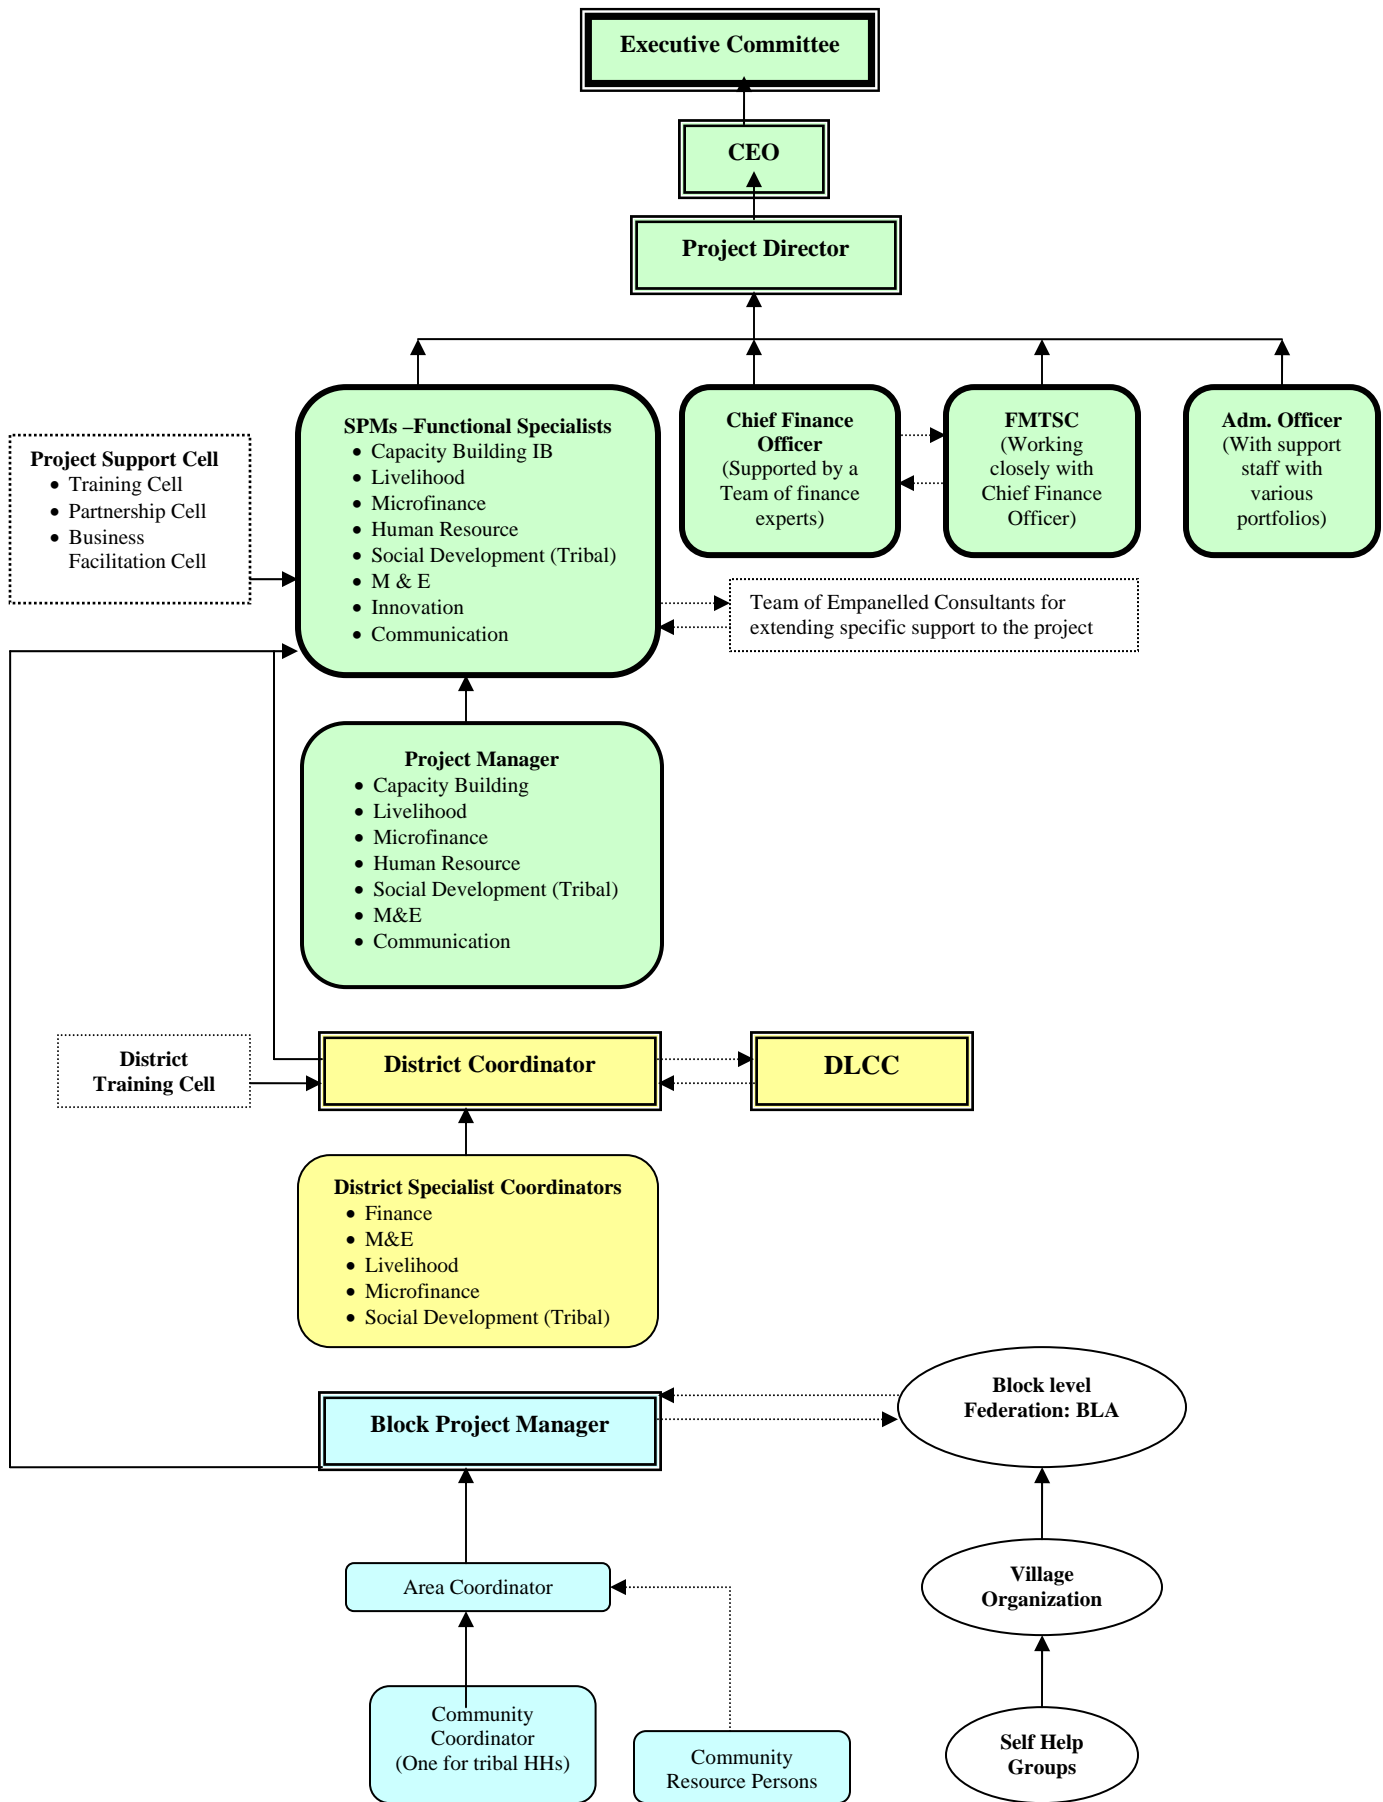 Executive Committee
CEO
Project Director
SPMs –Functional Specialists
• Capacity Building IB
• Livelihood
• Microfinance
• Human Resource
• Social Development (Tribal)
• M & E
• Innovation
• Communication
Chief Finance
Officer
(Supported by a
Team of finance
experts)
FMTSC
(Working
closely with
Chief Finance
Officer)
Adm. Officer
(With support
staff with
various
portfolios)
Project Support Cell
• Training Cell
• Partnership Cell
• Business
Facilitation Cell
Team of Empanelled Consultants for
extending specific support to the project
Project Manager
• Capacity Building
• Livelihood
• Microfinance
• Human Resource
• Social Development (Tribal)
• M&E
• Communication
District
Training Cell
District Coordinator
DLCC
District Specialist Coordinators
• Finance
• M&E
• Livelihood
• Microfinance
• Social Development (Tribal)
Block Project Manager
Block level
Federation: BLA
Area Coordinator
Village
Organization
Community
Coordinator
(One for tribal HHs)
Community
Resource Persons
Self Help
Groups